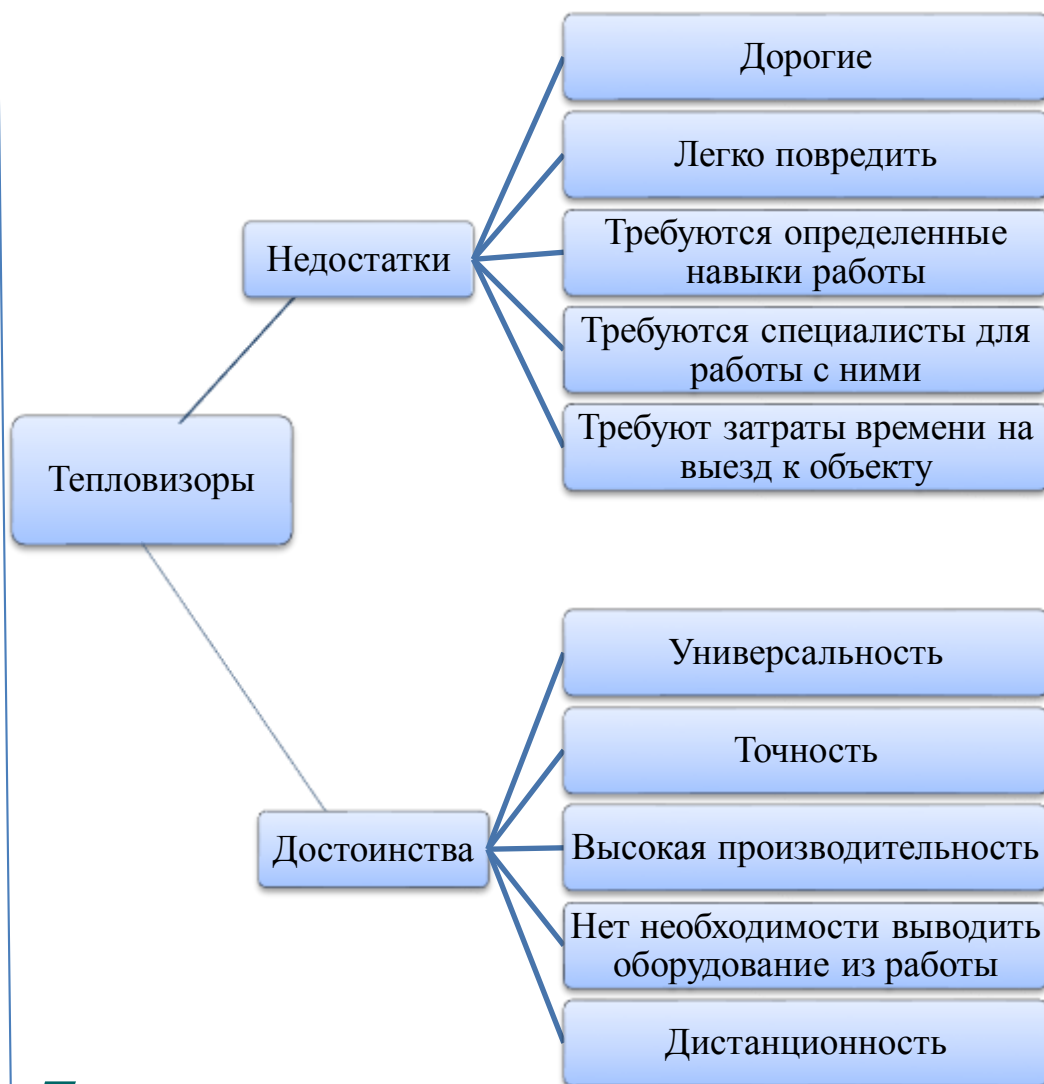 Дорогие
Легко повредить
Требуются определенные
навыки работы
Недостатки
Требуются специалисты для
работы с ними
Требуют затраты времени на
выезд к объекту
Тепловизоры
Универсальность
Точность
Достоинства
Высокая производительность
Нет необходимости выводить
оборудование из работы
Дистанционность